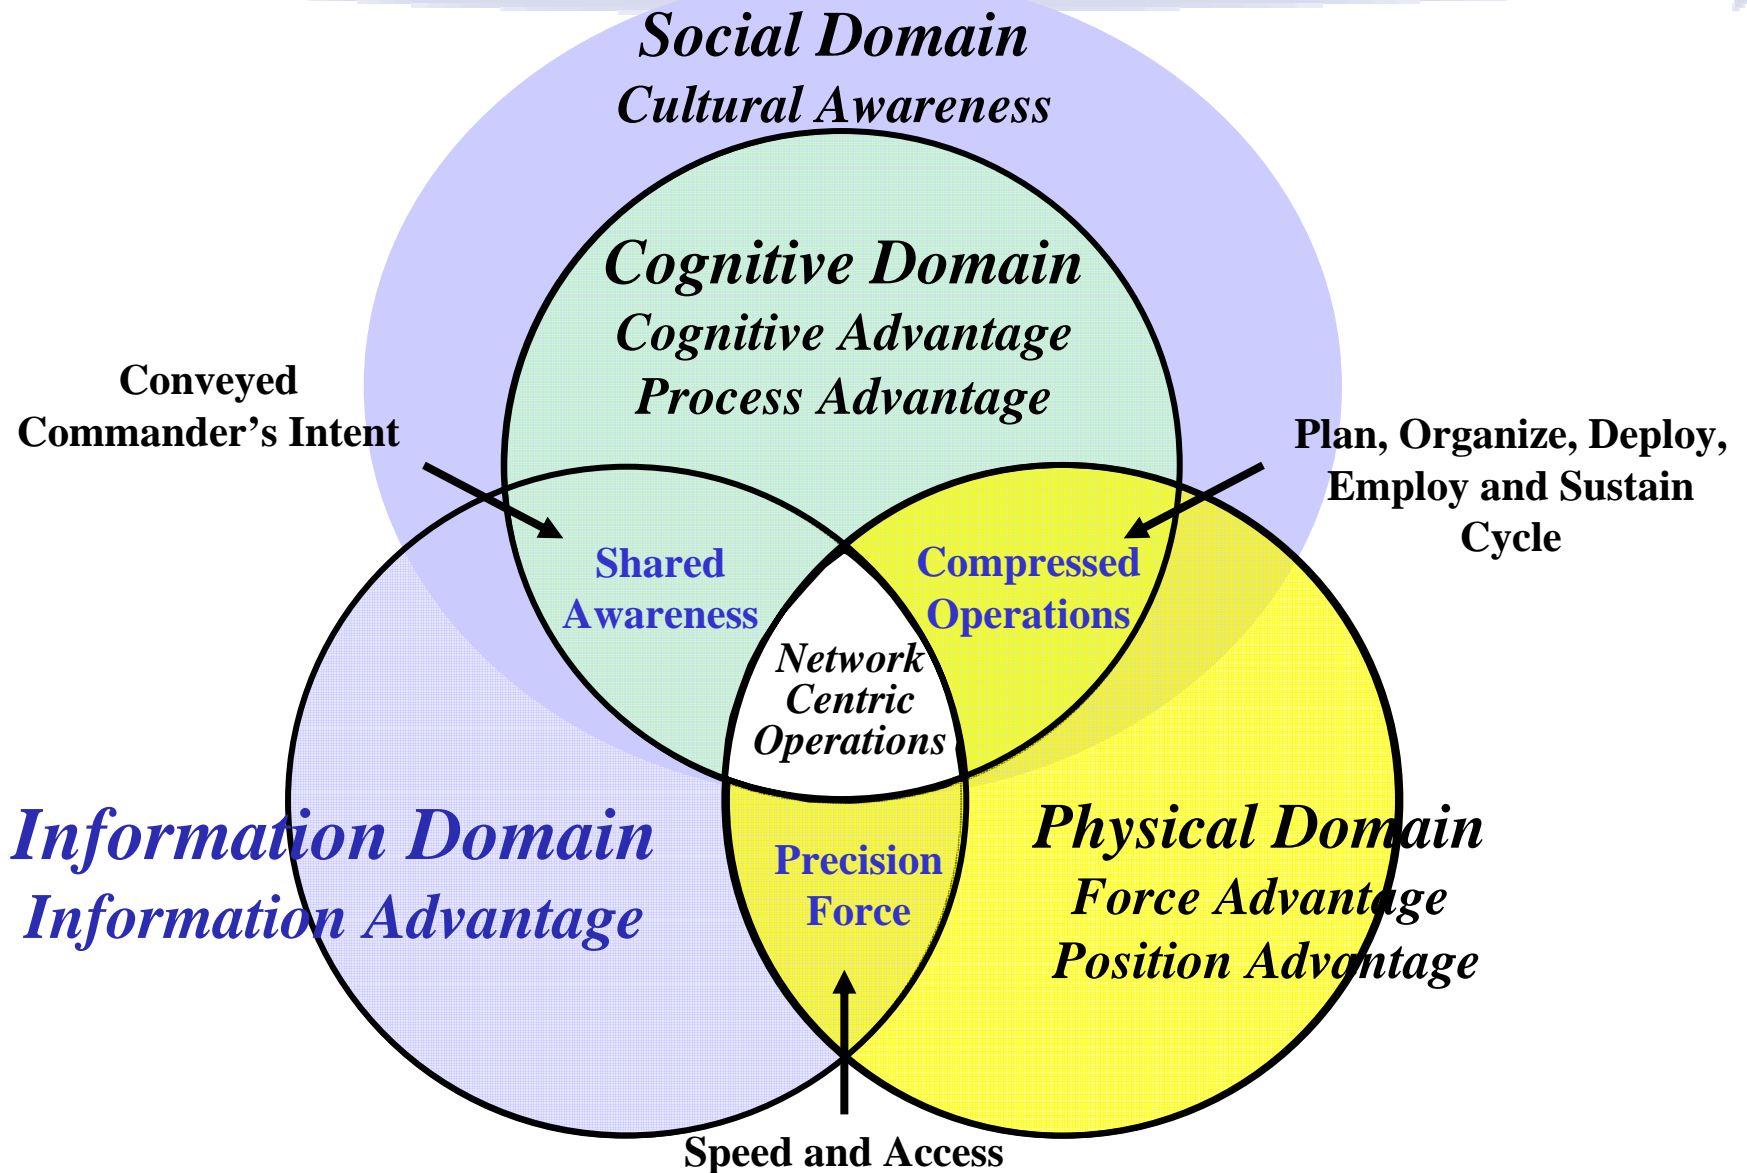 Social Domain
Cultural Awareness
Cognitive Domain
Cognitive Advantage
Process Advantage
Conveyed
Commander’s Intent
Plan, Organize, Deploy,
Employ and Sustain
Cycle
Shared
Awareness
Compressed
Operations
Network
Centric
Operations
Information Domain
Information Advantage
Precision
Force
Physical Domain
Force Advantage
Position Advantage
Speed and Access